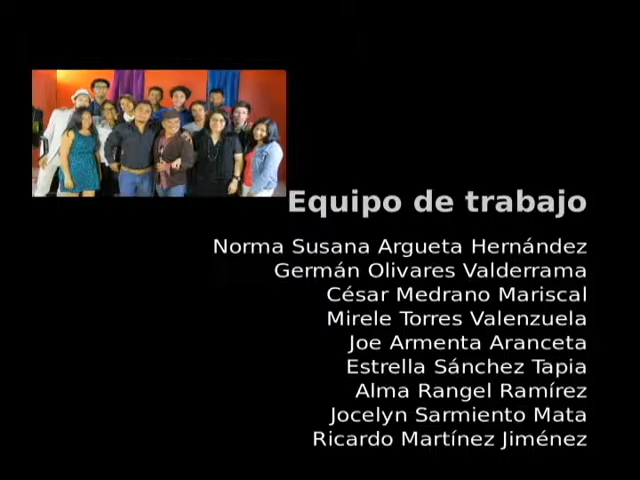 Equipo de trabajo
Norma Susana Argueta Hernández
Germán Olivares Valderrama
César Medrano Mariscal
Mirele Torres Valenzuela
Joe Armenta Aranceta
Estrella Sánchez Tapia
Alma Rangel Ramírez
Jocelyn Sarmiento Mata
Ricardo Martínez Jiménez